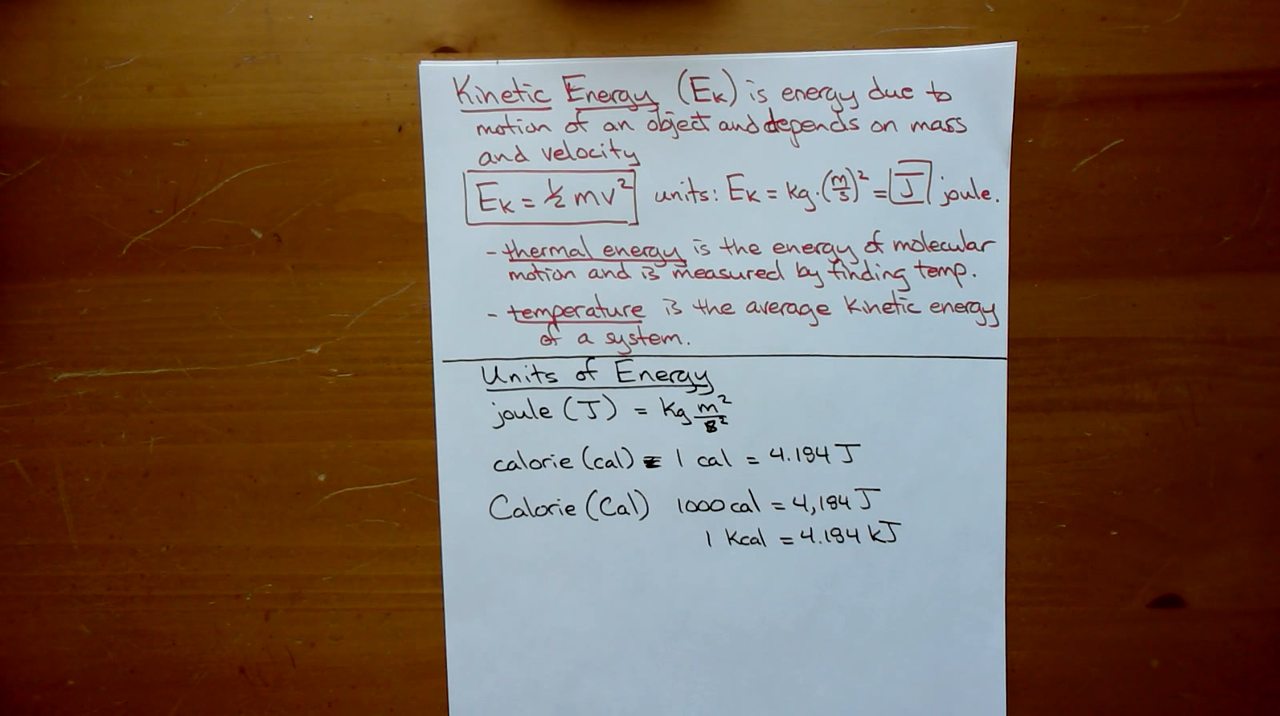 Kinetic Energy (Ek) is energy due to
motion of an object and depends on mass
and velocity
Ek = ½ mv² units: Ek = kg·(m/s)² = J joule.
- thermal energy is the energy of molecular
motion and is measured by finding temp.
- temperature is the average kinetic energy
of a system.
Units of Energy
joule (J) = kg m²/s²
calorie (cal) = 1 cal = 4.184 J
Calorie (Cal) 1000 cal = 4,184 J
1 Kcal = 4.184 kJ